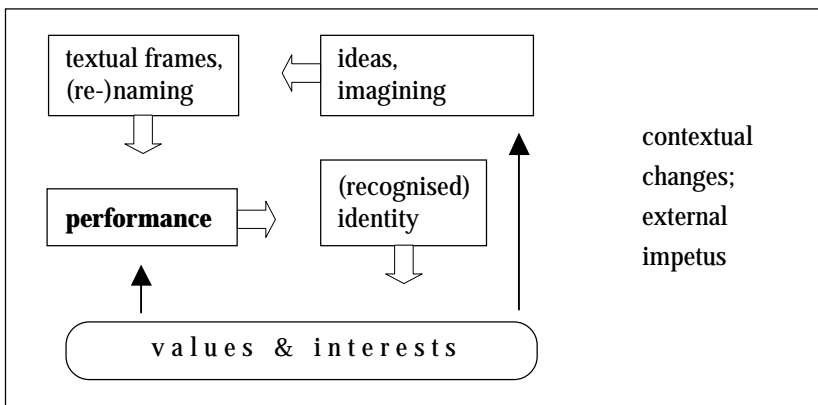 textual frames,
(re-)naming
ideas,
imagining
performance
(recognised)
identity
contextual
changes;
external
impetus
values & interests